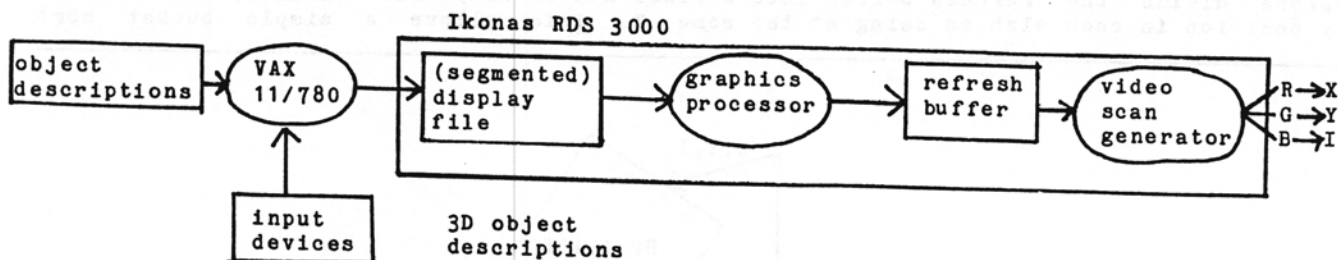 Ikonas RDS 3000
object
descriptions
VAX
11/780
(segmented)
display
file
graphics
processor
refresh
buffer
video
scan
generator
R→X
G→Y
B→I
input
devices
3D object
descriptions